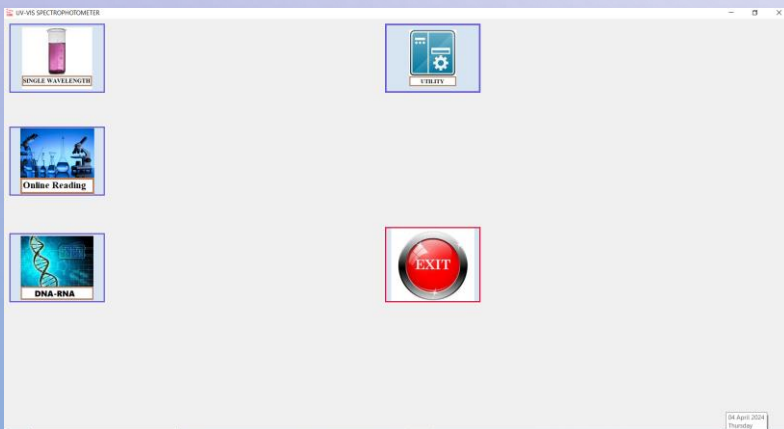 UV-VIS SPECTROPHOTOMETER
SINGLE WAVELENGTH
UTILITY
Online Reading
DNA-RNA
EXIT
04 April 2024
Thursday